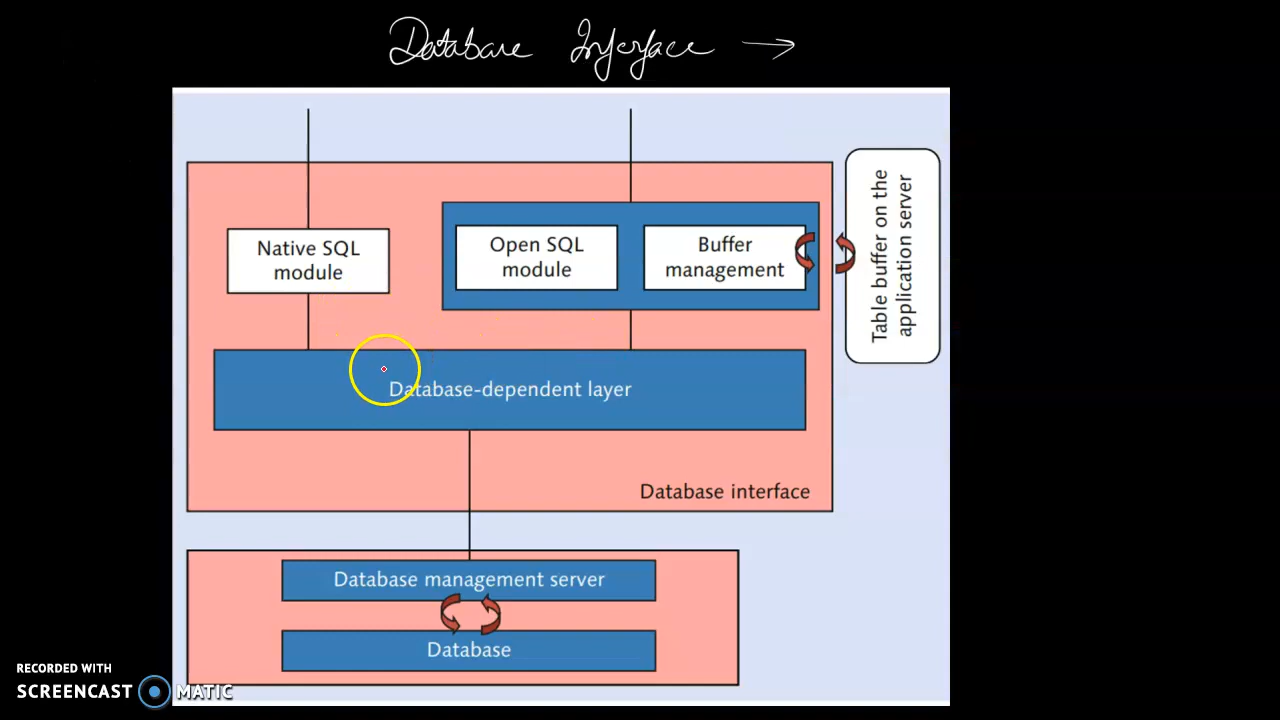 Database Interface →
Native SQL
module
Open SQL
module
Buffer
management
Table buffer on the
application server
Database-dependent layer
Database interface
Database management server
Database
RECORDED WITH
SCREENCAST MATIC